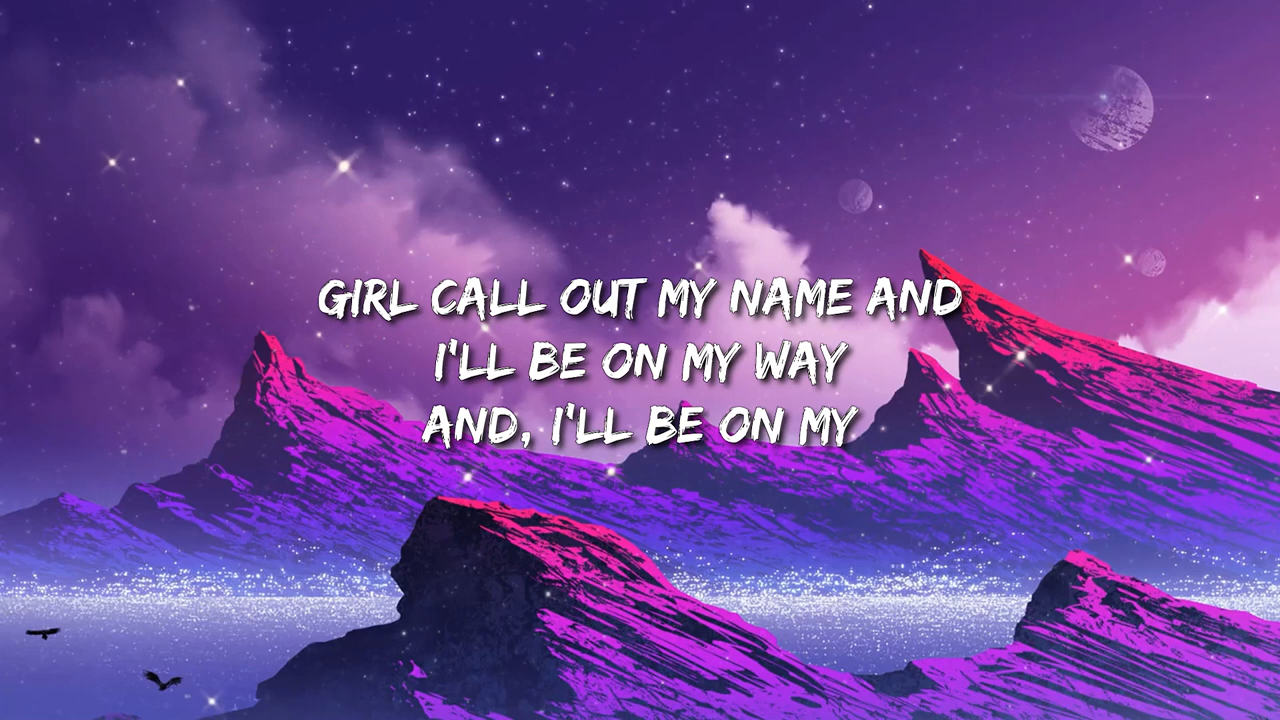 GIRL CALL OUT MY NAME AND
I'LL BE ON MY WAY
AND, I'LL BE ON MY